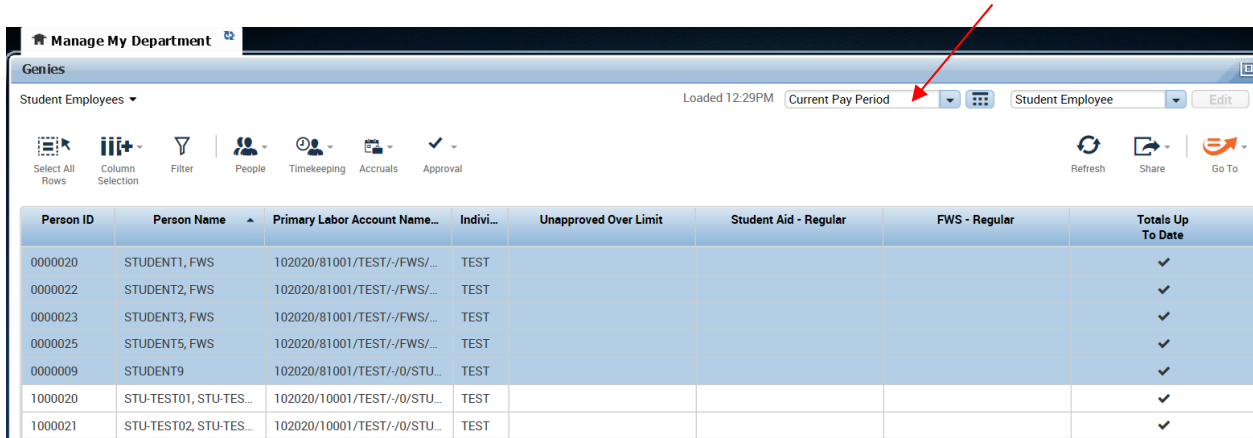 Manage My Department
Genies
Student Employees Loaded 12:29PM Current Pay Period Student Employee Edit
Select All Rows Column Selection Filter People Timekeeping Accruals Approval Refresh Share Go To
Person ID Person Name Primary Labor Account Name... Indivi... Unapproved Over Limit Student Aid - Regular FWS - Regular Totals Up To Date
0000020 STUDENT1, FWS 102020/81001/TEST/-/FWS/... TEST
0000022 STUDENT2, FWS 102020/81001/TEST/-/FWS/... TEST
0000023 STUDENT3, FWS 102020/81001/TEST/-/FWS/... TEST
0000025 STUDENT5, FWS 102020/81001/TEST/-/FWS/... TEST
0000009 STUDENT9 102020/81001/TEST/-/0/STU... TEST
1000020 STU-TEST01, STU-TES... 102020/10001/TEST/-/0/STU... TEST
1000021 STU-TEST02, STU-TES... 102020/10001/TEST/-/0/STU... TEST